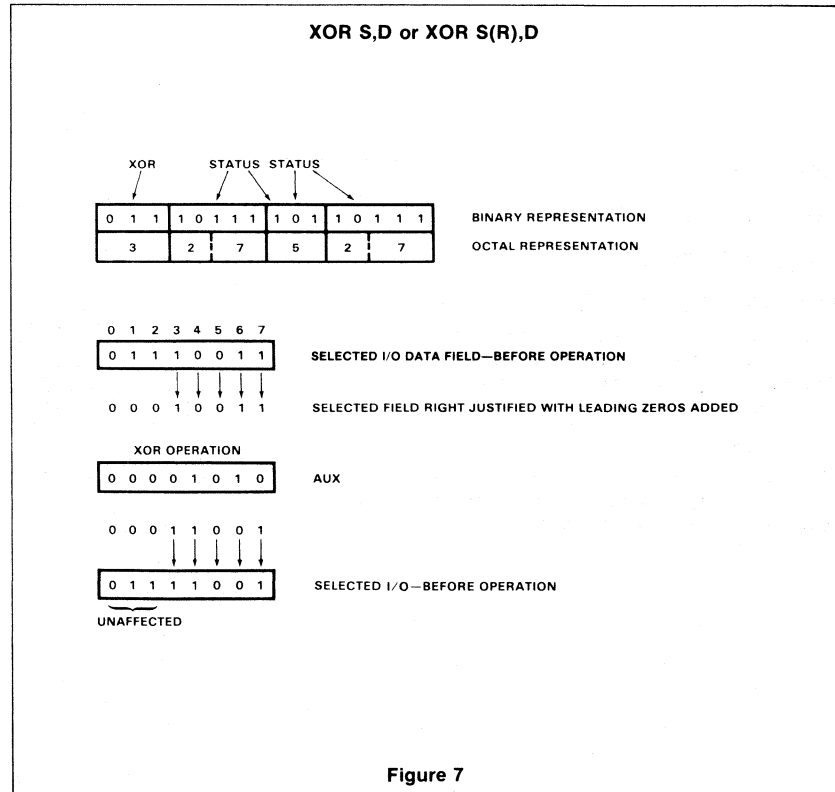 XOR S,D or XOR S(R),D
XOR STATUS STATUS
0 1 1 1 0 1 1 1 1 0 1 1 0 1 1 1 BINARY REPRESENTATION
3 2 7 5 2 7 OCTAL REPRESENTATION
0 1 2 3 4 5 6 7
0 1 1 1 0 0 1 1 SELECTED I/O DATA FIELD—BEFORE OPERATION
0 0 0 1 0 0 1 1 SELECTED FIELD RIGHT JUSTIFIED WITH LEADING ZEROS ADDED
XOR OPERATION
0 0 0 0 1 0 1 0 AUX
0 0 0 1 1 0 0 1
0 1 1 1 1 0 0 1 SELECTED I/O—BEFORE OPERATION
UNAFFECTED
Figure 7